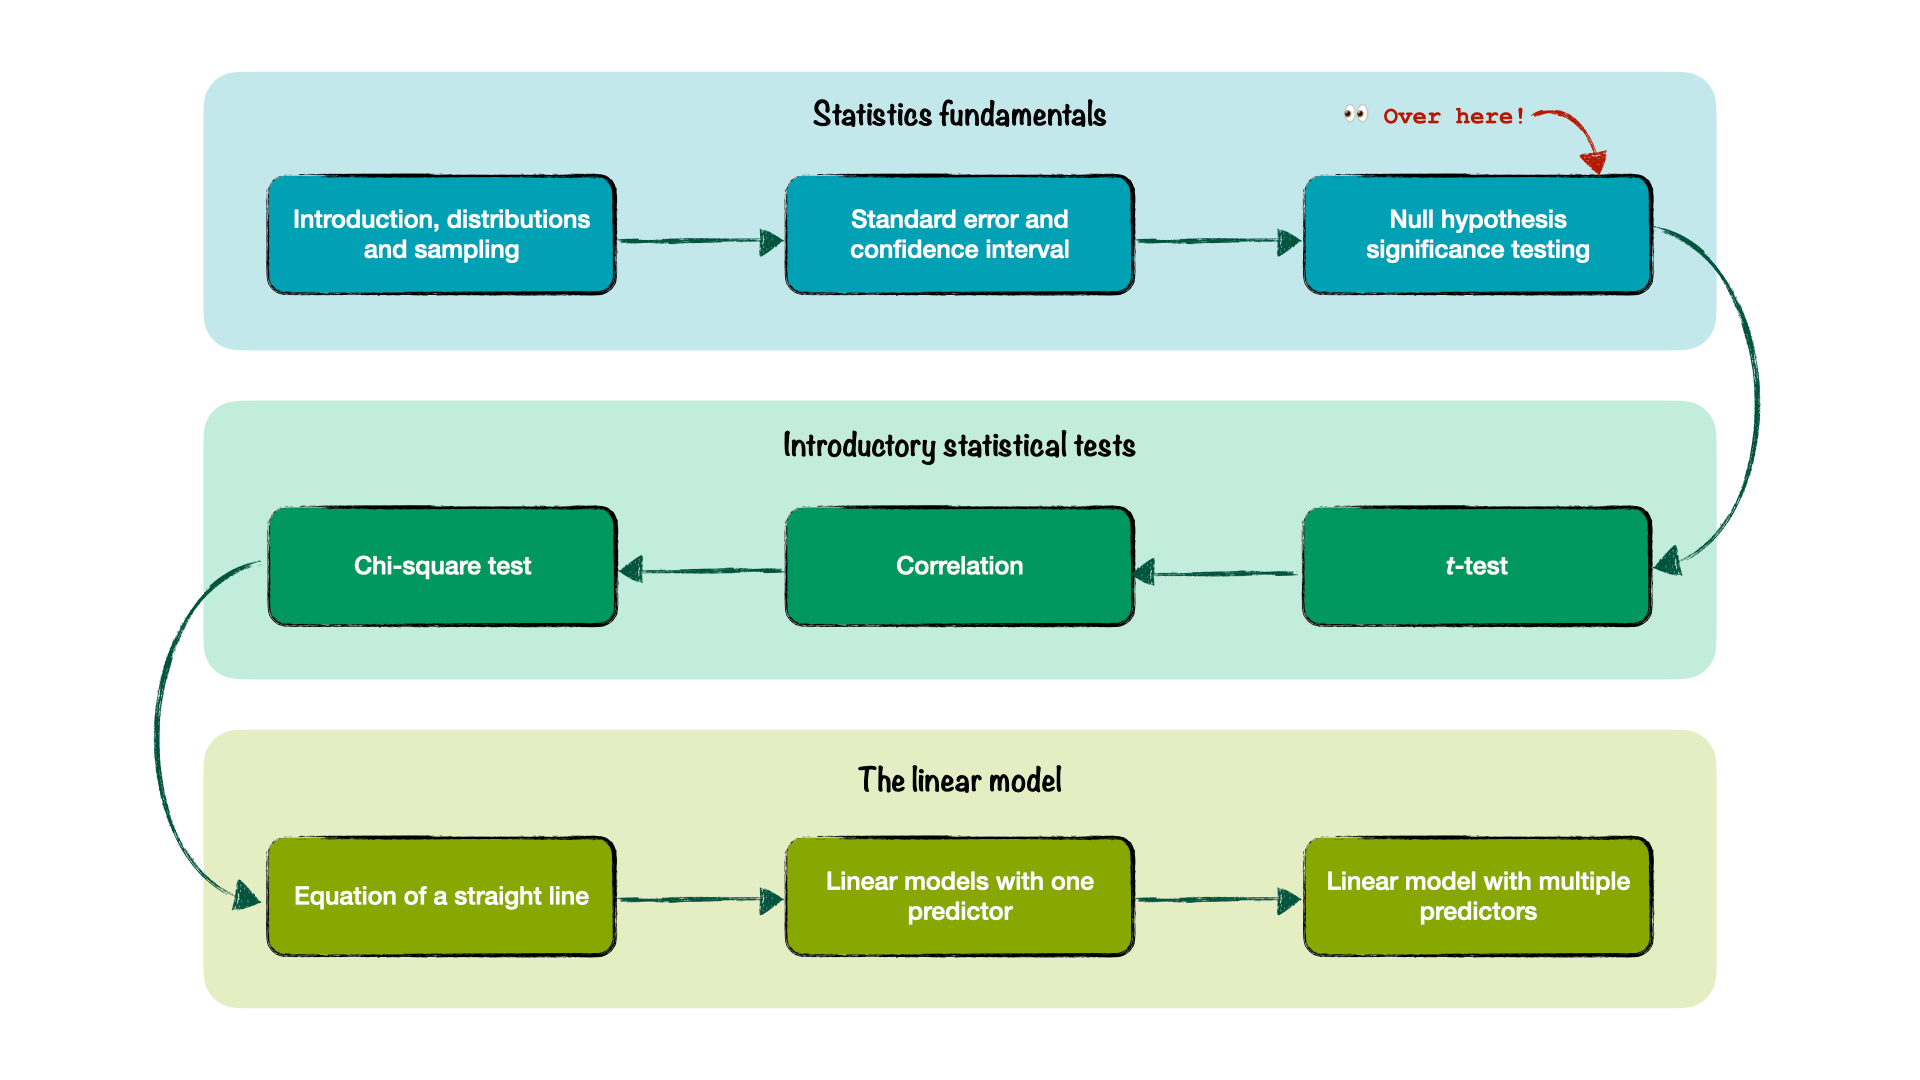 Statistics fundamentals
👀 Over here!
Introduction, distributions
and sampling
Standard error and
confidence interval
Null hypothesis
significance testing
Introductory statistical tests
Chi-square test
Correlation
t-test
The linear model
Equation of a straight line
Linear models with one
predictor
Linear model with multiple
predictors